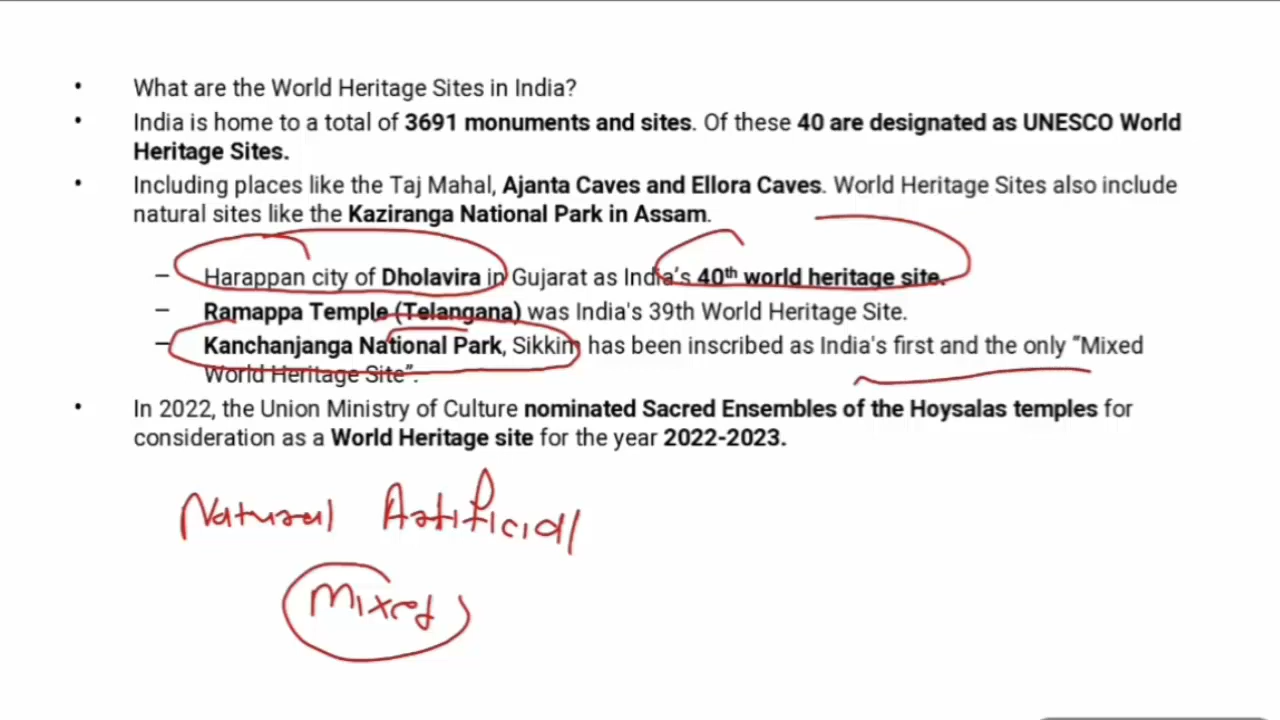 • What are the World Heritage Sites in India?
• India is home to a total of 3691 monuments and sites. Of these 40 are designated as UNESCO World
Heritage Sites.
• Including places like the Taj Mahal, Ajanta Caves and Ellora Caves. World Heritage Sites also include
natural sites like the Kaziranga National Park in Assam.
– Harappan city of Dholavira in Gujarat as India's 40th world heritage site.
– Ramappa Temple (Telangana) was India's 39th World Heritage Site.
– Kanchanjanga National Park, Sikkim has been inscribed as India's first and the only “Mixed
World Heritage Site”.
• In 2022, the Union Ministry of Culture nominated Sacred Ensembles of the Hoysalas temples for
consideration as a World Heritage site for the year 2022-2023.
Natural Artificial
Mixed